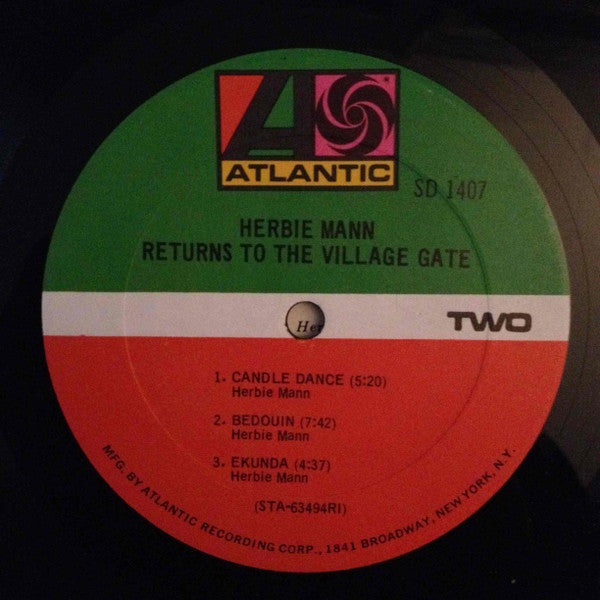 ATLANTIC
SD 1407
HERBIE MANN
RETURNS TO THE VILLAGE GATE
Her
TWO
1. CANDLE DANCE (5:20)
Herbie Mann
2. BEDOUIN (7:42)
Herbie Mann
3. EKUNDA (4:37)
Herbie Mann
(STA-63494RI)
MFG. BY ATLANTIC RECORDING CORP., 1841 BROADWAY, NEW YORK, N.Y.